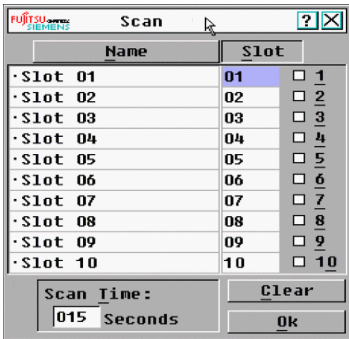 FUJITSU COMPUTERS
SIEMENS
Scan
?
Name Slot
·Slot 01 01 1
·Slot 02 02 2
·Slot 03 03 3
·Slot 04 04 4
·Slot 05 05 5
·Slot 06 06 6
·Slot 07 07 7
·Slot 08 08 8
·Slot 09 09 9
·Slot 10 10 10
Scan Time: Clear
015 Seconds Ok